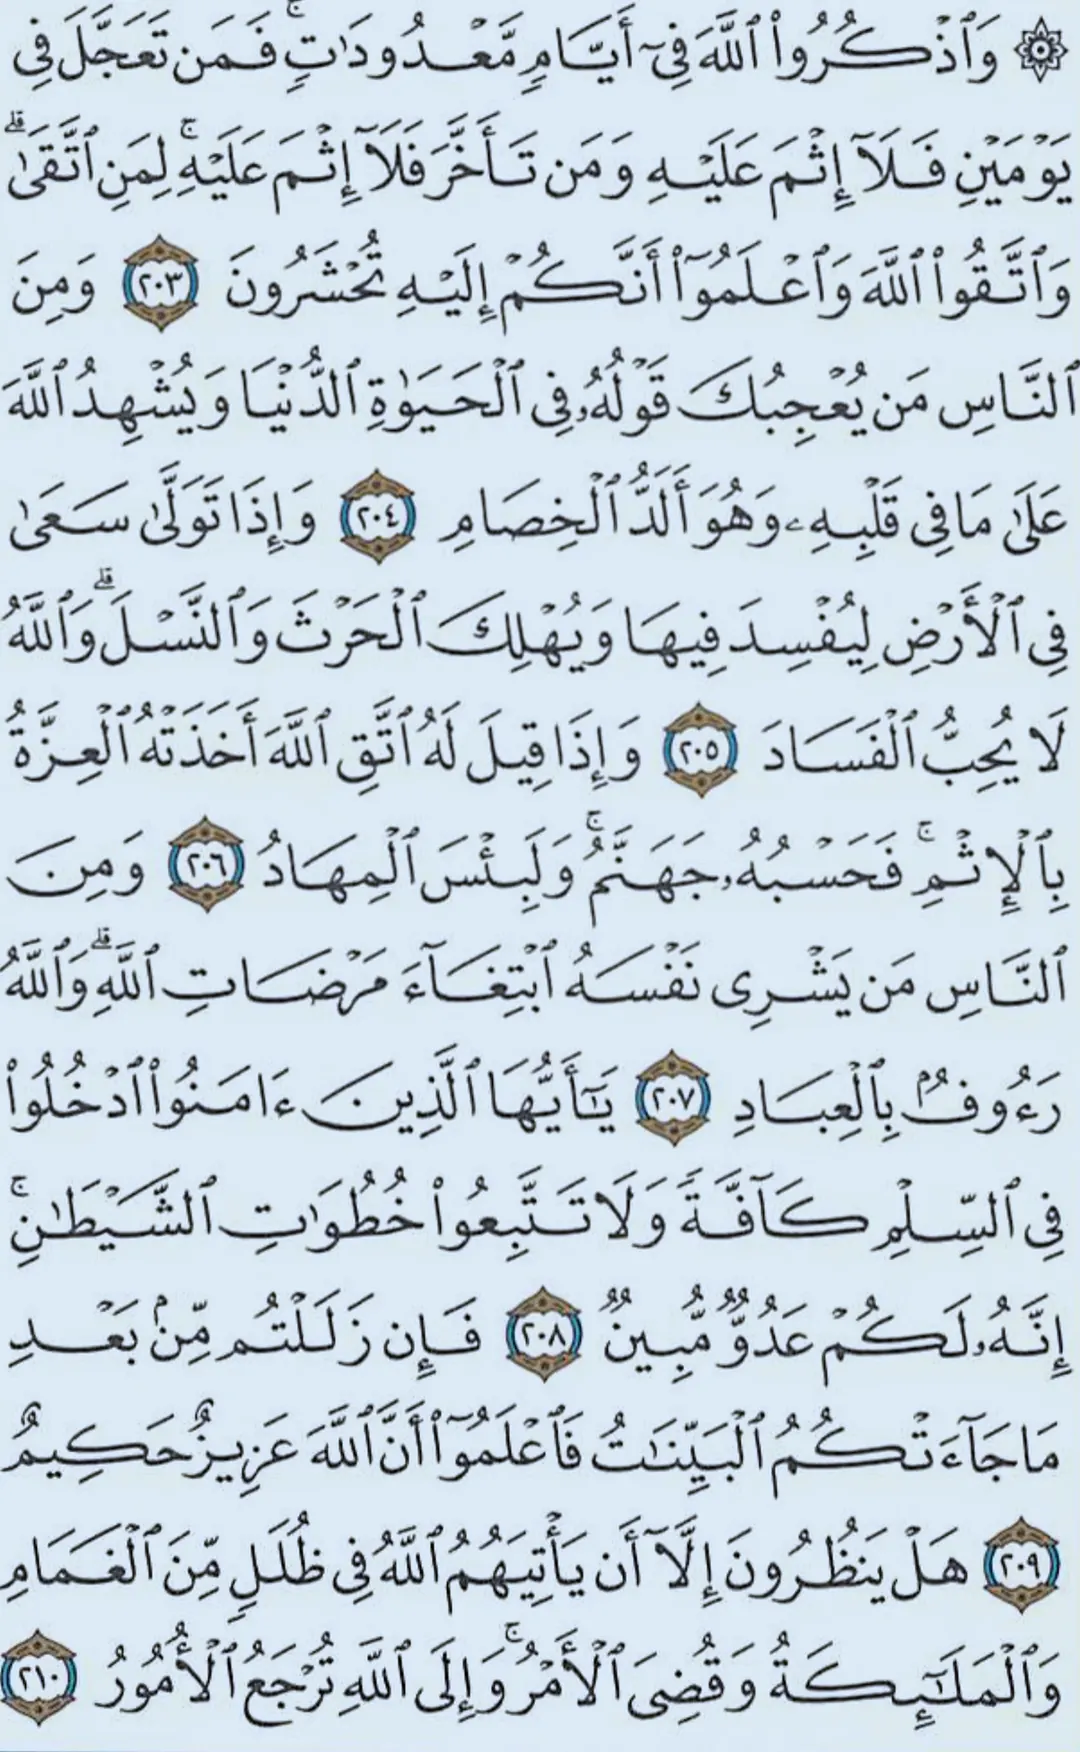 ۞ وَٱذْكُرُوا۟ ٱللَّهَ فِىٓ أَيَّامٍ مَّعْدُودَٰتٍ ۚ فَمَن تَعَجَّلَ فِى
يَوْمَيْنِ فَلَآ إِثْمَ عَلَيْهِ وَمَن تَأَخَّرَ فَلَآ إِثْمَ عَلَيْهِ ۚ لِمَنِ ٱتَّقَىٰ ۗ
وَٱتَّقُوا۟ ٱللَّهَ وَٱعْلَمُوٓا۟ أَنَّكُمْ إِلَيْهِ تُحْشَرُونَ ٢٠٣ وَمِنَ
ٱلنَّاسِ مَن يُعْجِبُكَ قَوْلُهُۥ فِى ٱلْحَيَوٰةِ ٱلدُّنْيَا وَيُشْهِدُ ٱللَّهَ
عَلَىٰ مَا فِى قَلْبِهِۦ وَهُوَ أَلَدُّ ٱلْخِصَامِ ٢٠٤ وَإِذَا تَوَلَّىٰ سَعَىٰ
فِى ٱلْأَرْضِ لِيُفْسِدَ فِيهَا وَيُهْلِكَ ٱلْحَرْثَ وَٱلنَّسْلَ ۗ وَٱللَّهُ
لَا يُحِبُّ ٱلْفَسَادَ ٢٠٥ وَإِذَا قِيلَ لَهُ ٱتَّقِ ٱللَّهَ أَخَذَتْهُ ٱلْعِزَّةُ
بِٱلْإِثْمِ ۚ فَحَسْبُهُۥ جَهَنَّمُ ۚ وَلَبِئْسَ ٱلْمِهَادُ ٢٠٦ وَمِنَ
ٱلنَّاسِ مَن يَشْرِى نَفْسَهُ ٱبْتِغَآءَ مَرْضَاتِ ٱللَّهِ ۗ وَٱللَّهُ
رَءُوفٌۢ بِٱلْعِبَادِ ٢٠٧ يَٰٓأَيُّهَا ٱلَّذِينَ ءَامَنُوا۟ ٱدْخُلُوا۟
فِى ٱلسِّلْمِ كَآفَّةً وَلَا تَتَّبِعُوا۟ خُطُوَٰتِ ٱلشَّيْطَٰنِ ۚ
إِنَّهُۥ لَكُمْ عَدُوٌّ مُّبِينٌ ٢٠٨ فَإِن زَلَلْتُم مِّنۢ بَعْدِ
مَا جَآءَتْكُمُ ٱلْبَيِّنَٰتُ فَٱعْلَمُوٓا۟ أَنَّ ٱللَّهَ عَزِيزٌ حَكِيمٌ
٢٠٩ هَلْ يَنظُرُونَ إِلَّآ أَن يَأْتِيَهُمُ ٱللَّهُ فِى ظُلَلٍ مِّنَ ٱلْغَمَامِ
وَٱلْمَلَٰٓئِكَةُ وَقُضِىَ ٱلْأَمْرُ ۚ وَإِلَى ٱللَّهِ تُرْجَعُ ٱلْأُمُورُ ٢١٠